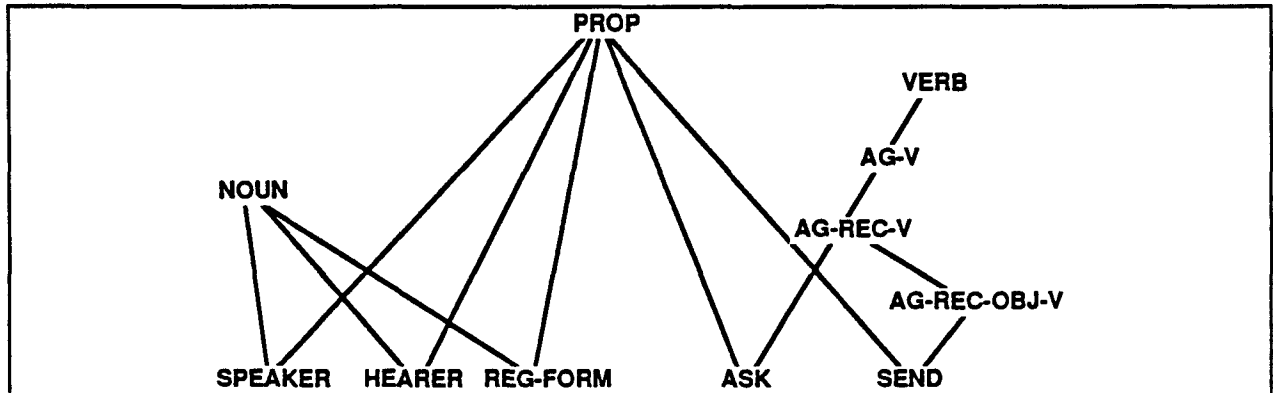 PROP
VERB
AG-V
NOUN
AG-REC-V
AG-REC-OBJ-V
SPEAKER HEARER REG-FORM ASK SEND